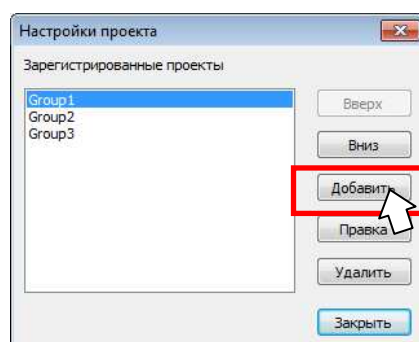 Настройки проекта
Зарегистрированные проекты
Group1
Group2
Group3
Вверх
Вниз
Добавить
Правка
Удалить
Закрыть